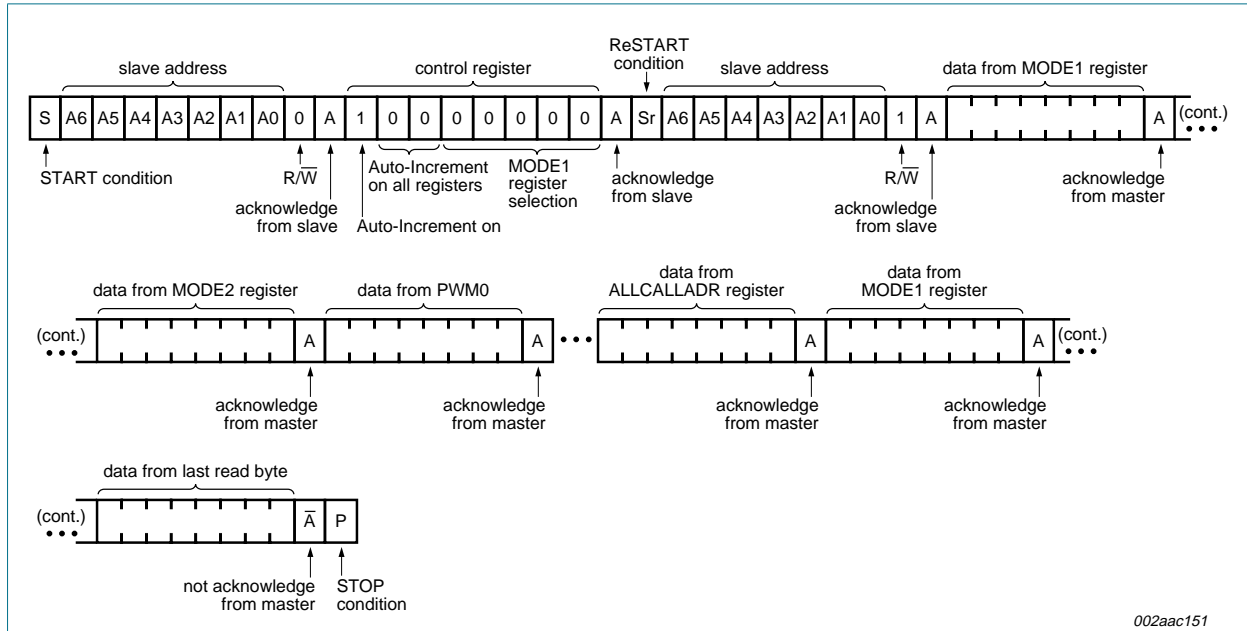 ReSTART
condition
slave address
control register
slave address
data from MODE1 register
S A6 A5 A4 A3 A2 A1 A0 0 A 1 0 0 0 0 0 0 0 A Sr A6 A5 A4 A3 A2 A1 A0 1 A A (cont.)
START condition
R/W̅
acknowledge
from slave
Auto-Increment
on all registers
Auto-Increment on
MODE1
register
selection
acknowledge
from slave
R/W̅
acknowledge
from slave
acknowledge
from master
data from MODE2 register
data from PWM0
data from
ALLCALLADR register
data from
MODE1 register
(cont.) A A A A (cont.)
acknowledge
from master
acknowledge
from master
acknowledge
from master
acknowledge
from master
data from last read byte
(cont.) A̅ P
not acknowledge
from master
STOP
condition
002aac151